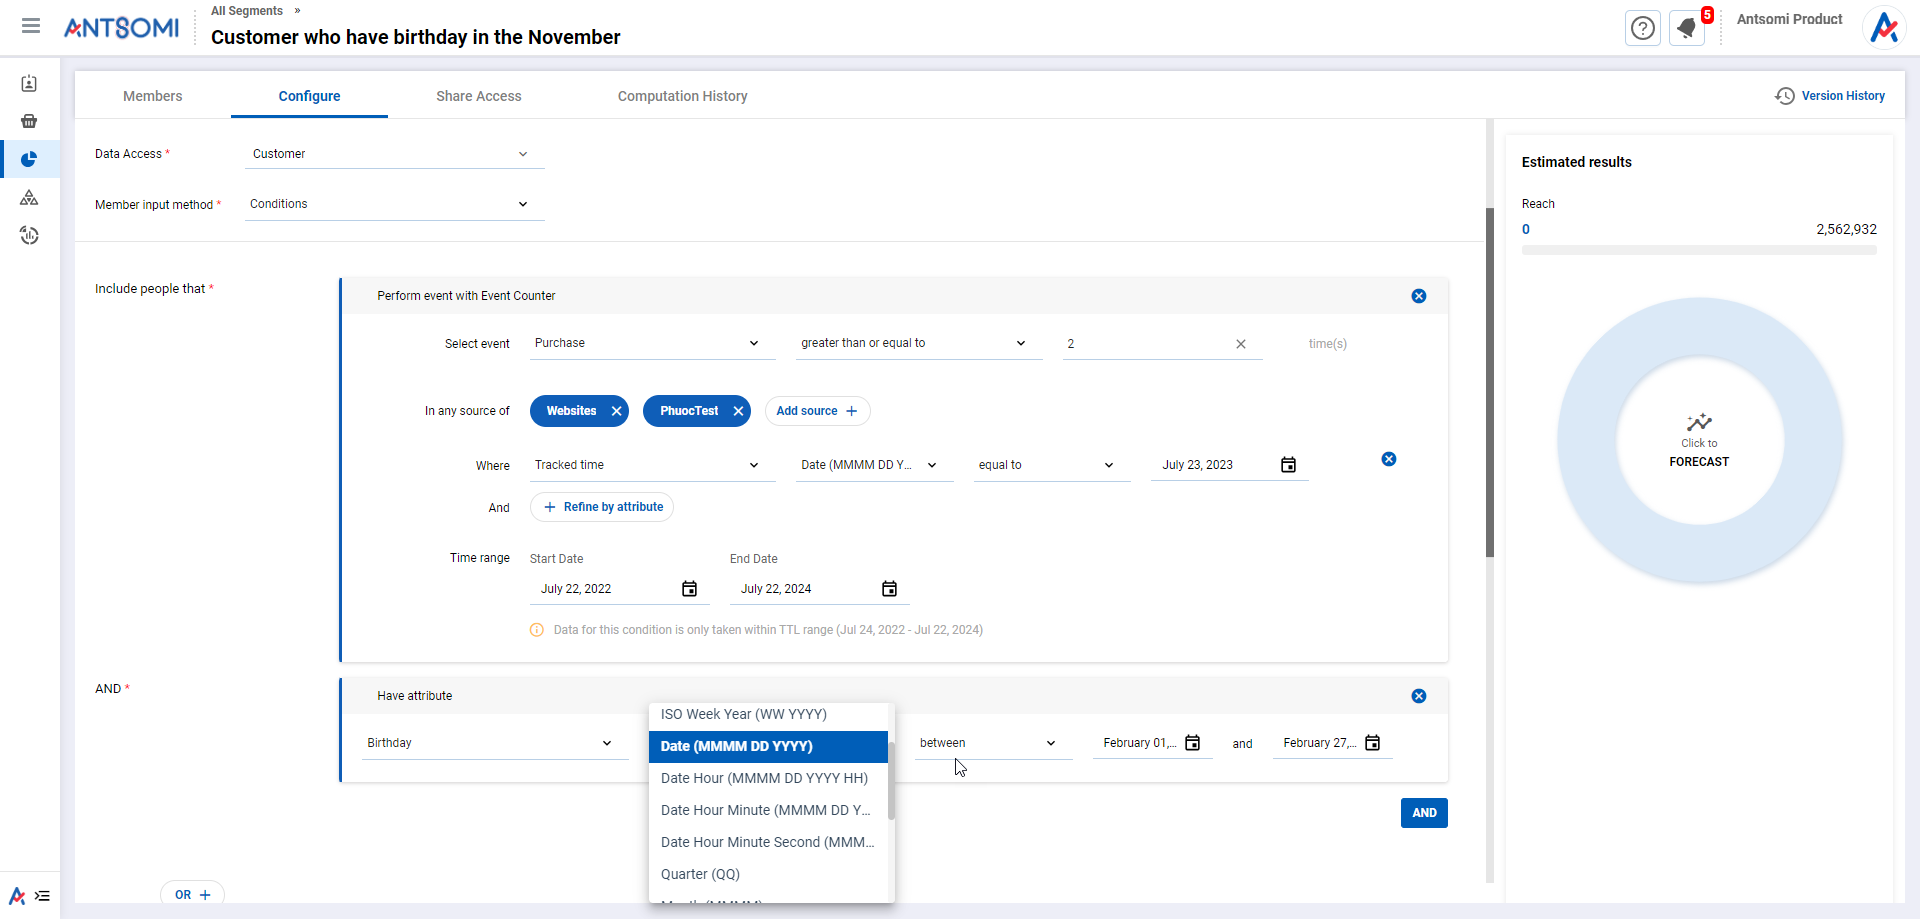 ANTSOMI
All Segments »
Customer who have birthday in the November
5
Antsomi Product
Members
Configure
Share Access
Computation History
Version History
Data Access *
Customer
Member input method *
Conditions
Include people that *
Perform event with Event Counter
Select event
Purchase
greater than or equal to
2
time(s)
In any source of
Websites
PhuocTest
Add source +
Where
Tracked time
Date (MMMM DD Y...
equal to
July 23, 2023
And
+ Refine by attribute
Time range
Start Date
End Date
July 22, 2022
July 22, 2024
Data for this condition is only taken within TTL range (Jul 24, 2022 - Jul 22, 2024)
AND *
Have attribute
Birthday
ISO Week Year (WW YYYY)
Date (MMMM DD YYYY)
Date Hour (MMMM DD YYYY HH)
Date Hour Minute (MMMM DD Y...
Date Hour Minute Second (MMM...
Quarter (QQ)
Month (MMMM)
between
February 01,...
and
February 27,...
AND
OR +
Estimated results
Reach
0
2,562,932
Click to
FORECAST